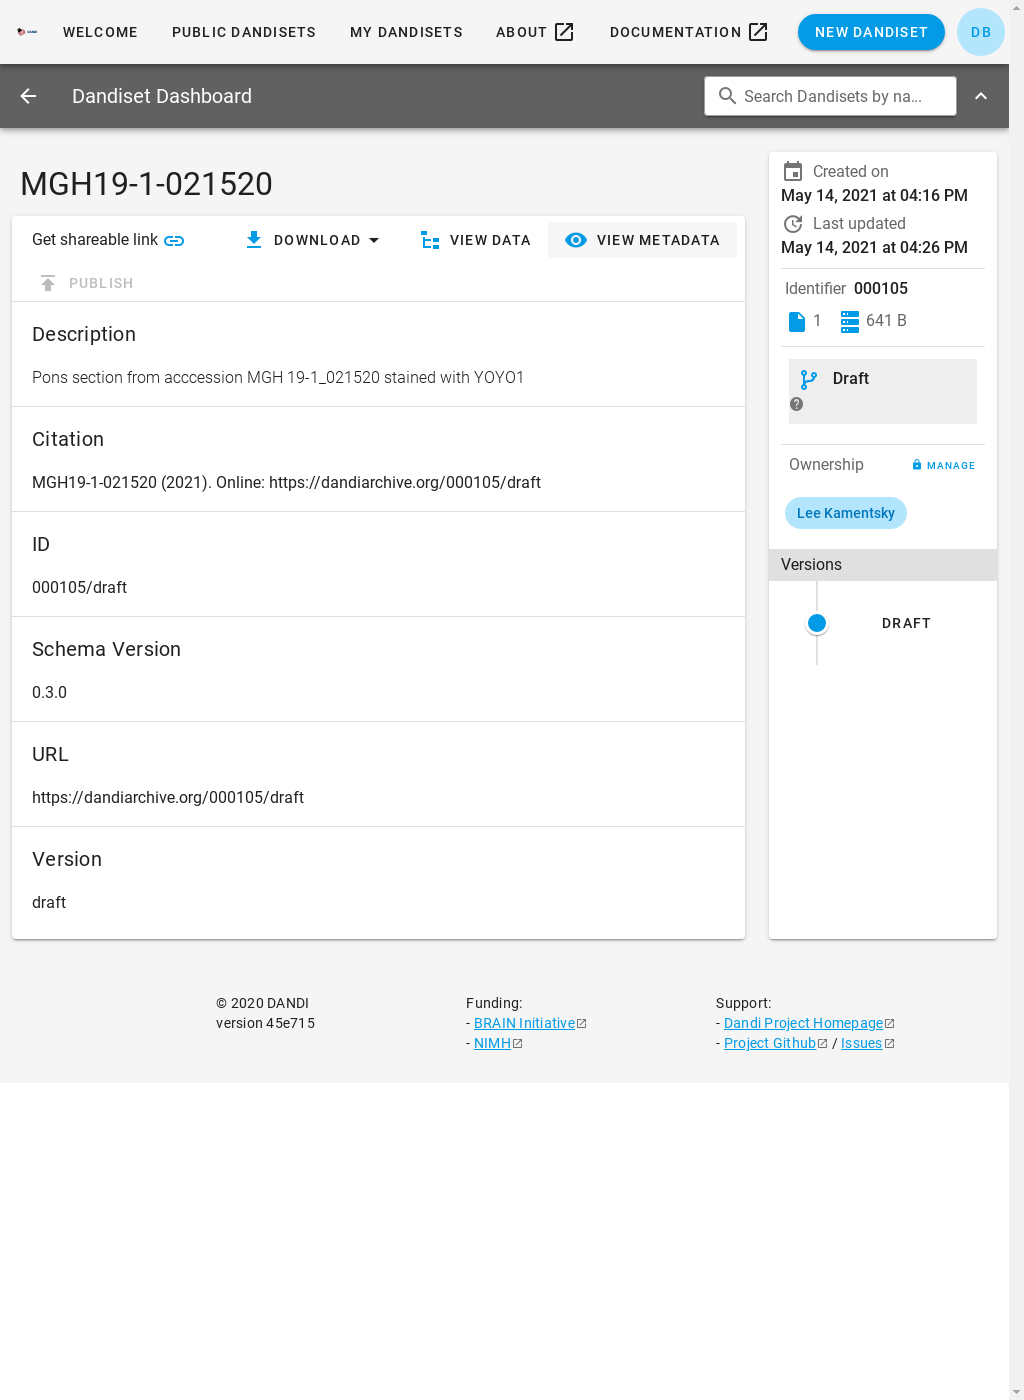 WELCOME PUBLIC DANDISETS MY DANDISETS ABOUT DOCUMENTATION NEW DANDISET DB
Dandiset Dashboard Search Dandisets by na...
MGH19-1-021520
Get shareable link DOWNLOAD VIEW DATA VIEW METADATA
PUBLISH
Description
Pons section from acccession MGH 19-1_021520 stained with YOYO1
Citation
MGH19-1-021520 (2021). Online: https://dandiarchive.org/000105/draft
ID
000105/draft
Schema Version
0.3.0
URL
https://dandiarchive.org/000105/draft
Version
draft
Created on
May 14, 2021 at 04:16 PM
Last updated
May 14, 2021 at 04:26 PM
Identifier 000105
1 641 B
Draft
Ownership MANAGE
Lee Kamentsky
Versions
DRAFT
© 2020 DANDI
version 45e715
Funding:
- BRAIN Initiative
- NIMH
Support:
- Dandi Project Homepage
- Project Github / Issues